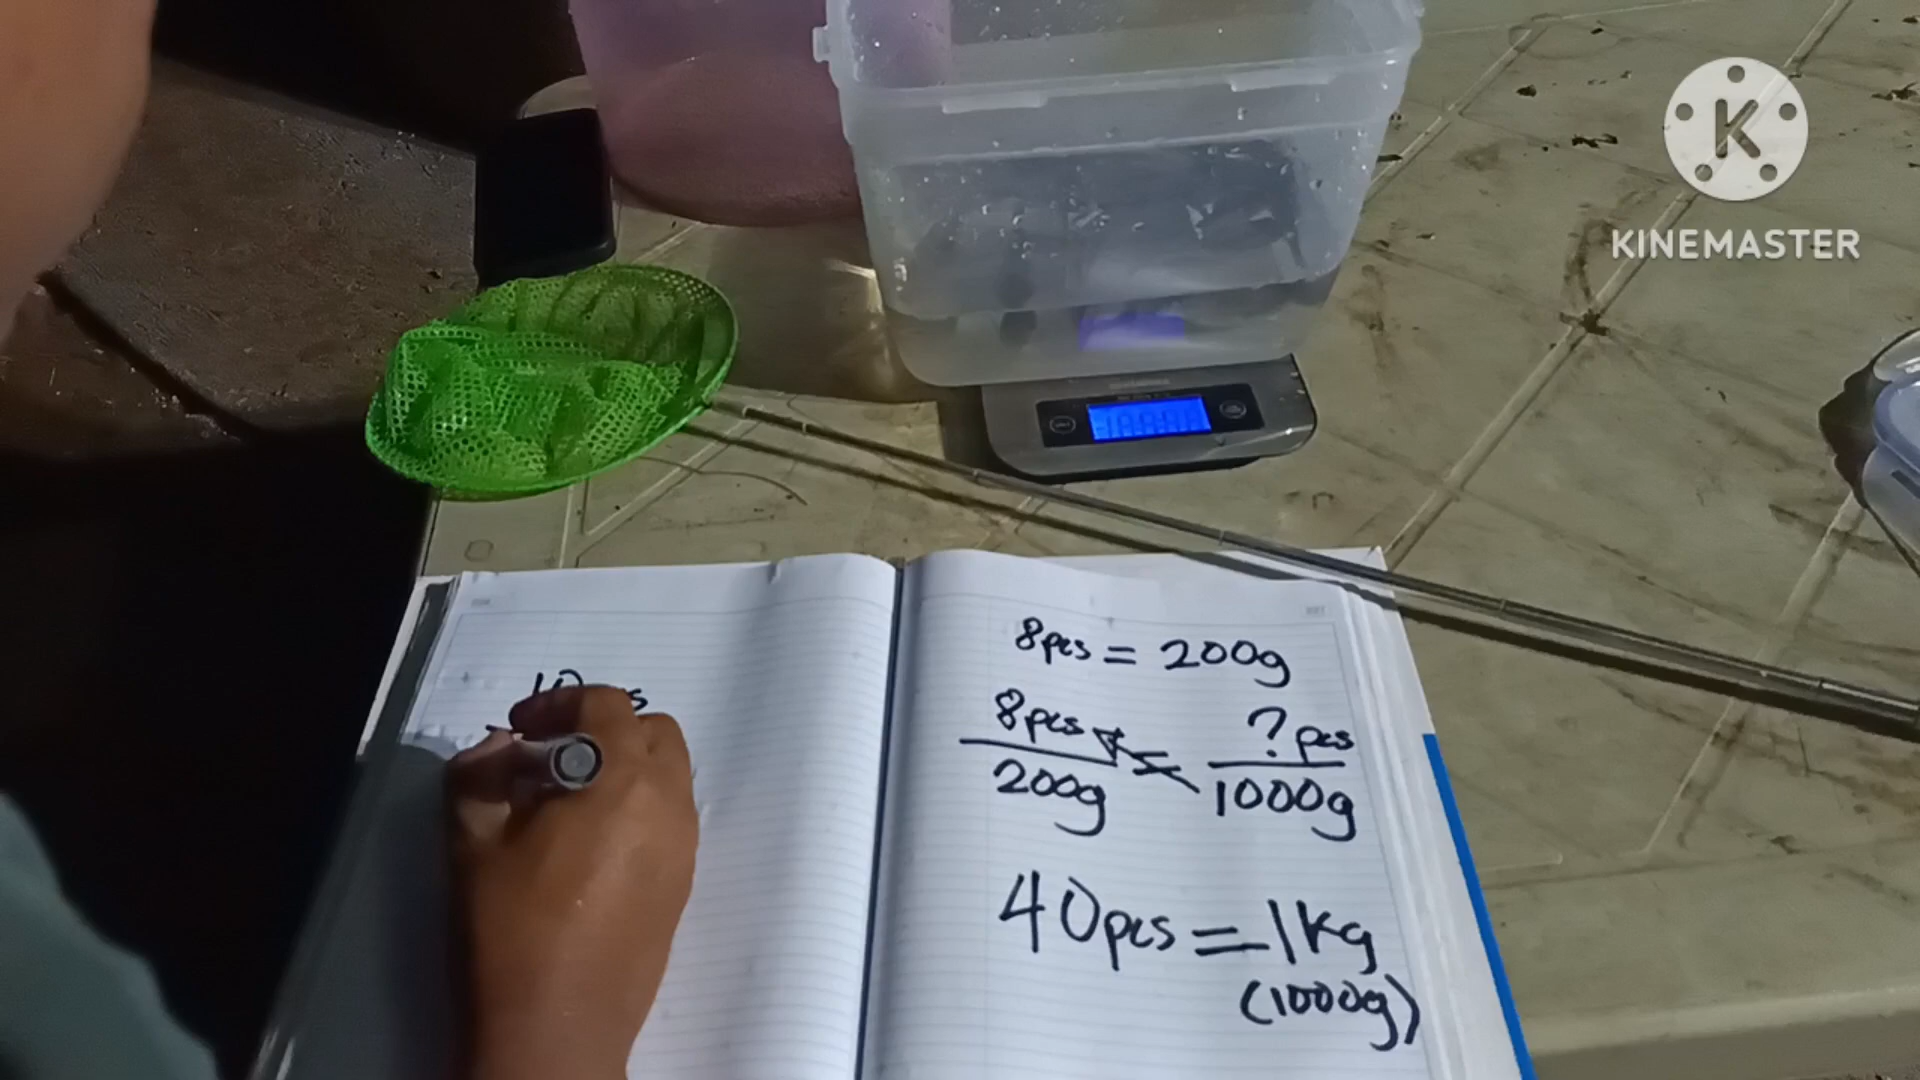 K
KINEMASTER
8pcs = 200g
8pcs = ? pcs
200g 1000g
40pcs = 1kg
(1000g)